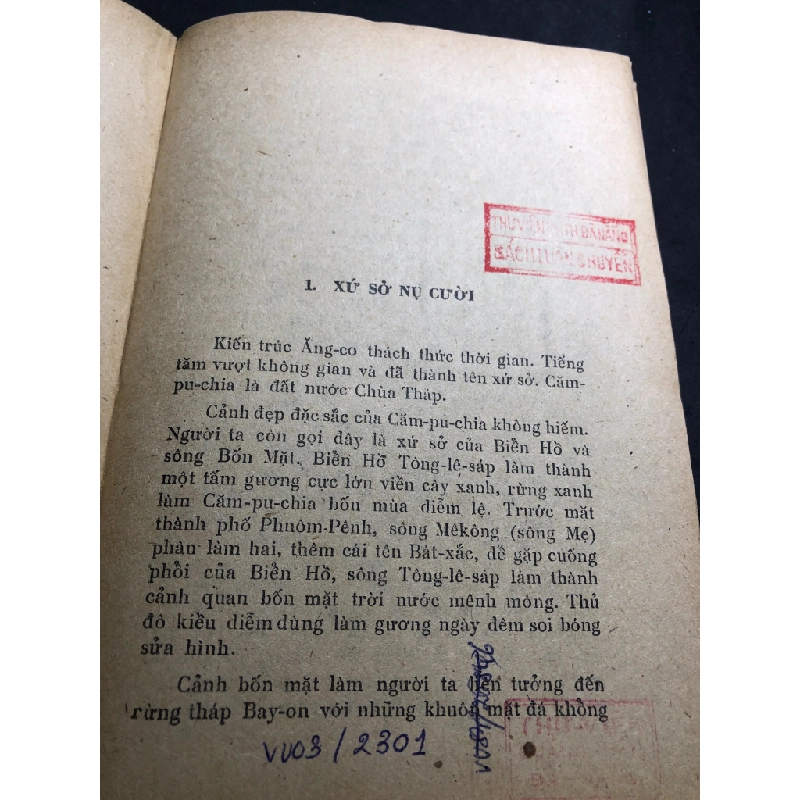 THƯ VIỆN
SÁCH LUÂN CHUYỂN
1. XỨ SỞ NỤ CƯỜI
Kiến trúc Ăng-co thách thức thời gian. Tiếng
tăm vượt không gian và đã thành tên xứ sở. Căm-
pu-chia là đất nước Chùa Tháp.
Cảnh đẹp đặc sắc của Căm-pu-chia không hiếm.
Người ta còn gọi đây là xứ sở của Biển Hồ và
sông Bốn Mặt. Biển Hồ Tông-lê-sáp làm thành
một tấm gương cực lớn viền cây xanh, rừng xanh
làm Căm-pu-chia bốn mùa diễm lệ. Trước mặt
thành phố Phnôm-Pênh, sông Mêkông (sông Mẹ)
phân làm hai, thêm cái tên Bát-xắc, để gặp cuống
phổi của Biển Hồ, sông Tông-lê-sáp làm thành
cảnh quan bốn mặt trời nước mênh mông. Thủ
đô kiều diễm dùng làm gương ngày đêm soi bóng
sửa hình.
Cảnh bốn mặt làm người ta liên tưởng đến
rừng tháp Bay-on với những khuôn mặt đá không
VV03/2301